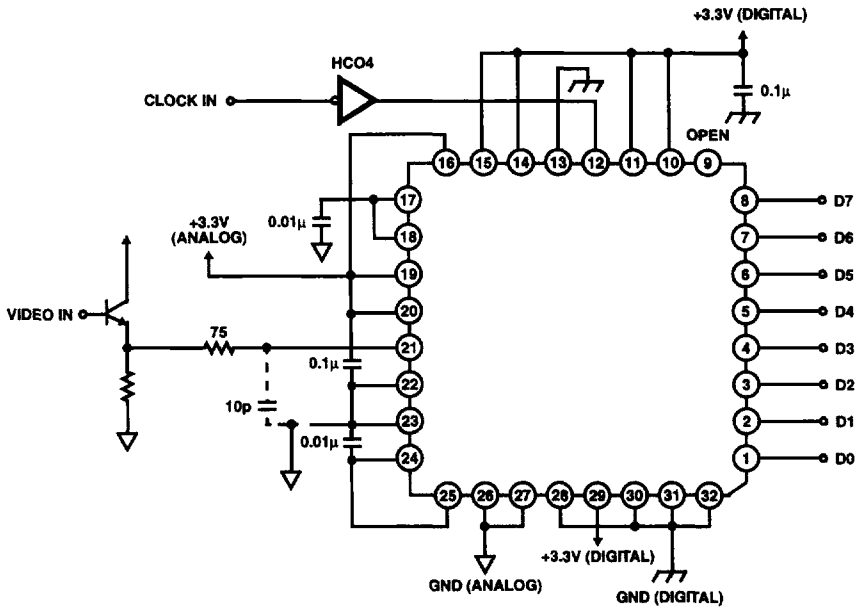 +3.3V (DIGITAL)
HCO4
CLOCK IN
0.1μ
OPEN
16 15 14 13 12 11 10 9
17
0.01μ
18
+3.3V
(ANALOG)
19
20
VIDEO IN
75
21
0.1μ
22
10p
23
0.01μ
24
8 D7
7 D6
6 D5
5 D4
4 D3
3 D2
2 D1
1 D0
25 26 27 28 29 30 31 32
+3.3V (DIGITAL)
GND (ANALOG)
GND (DIGITAL)